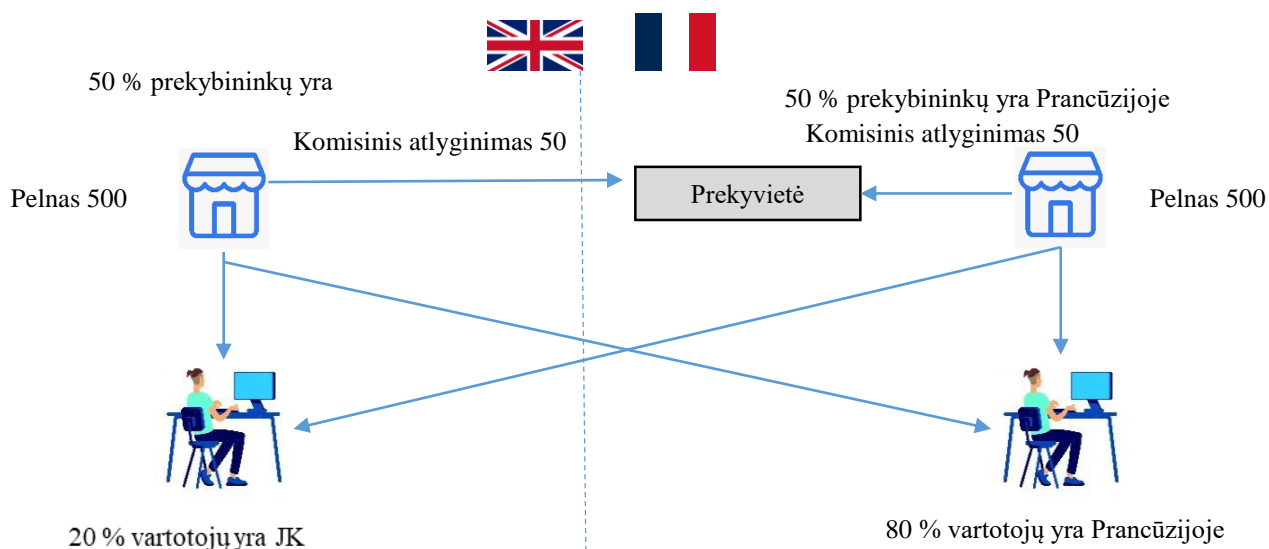 50 % prekybininkų yra
50 % prekybininkų yra Prancūzijoje
Komisinis atlyginimas 50
Komisinis atlyginimas 50
Pelnas 500
Prekyvietė
Pelnas 500
20 % vartotojų yra JK
80 % vartotojų yra Prancūzijoje